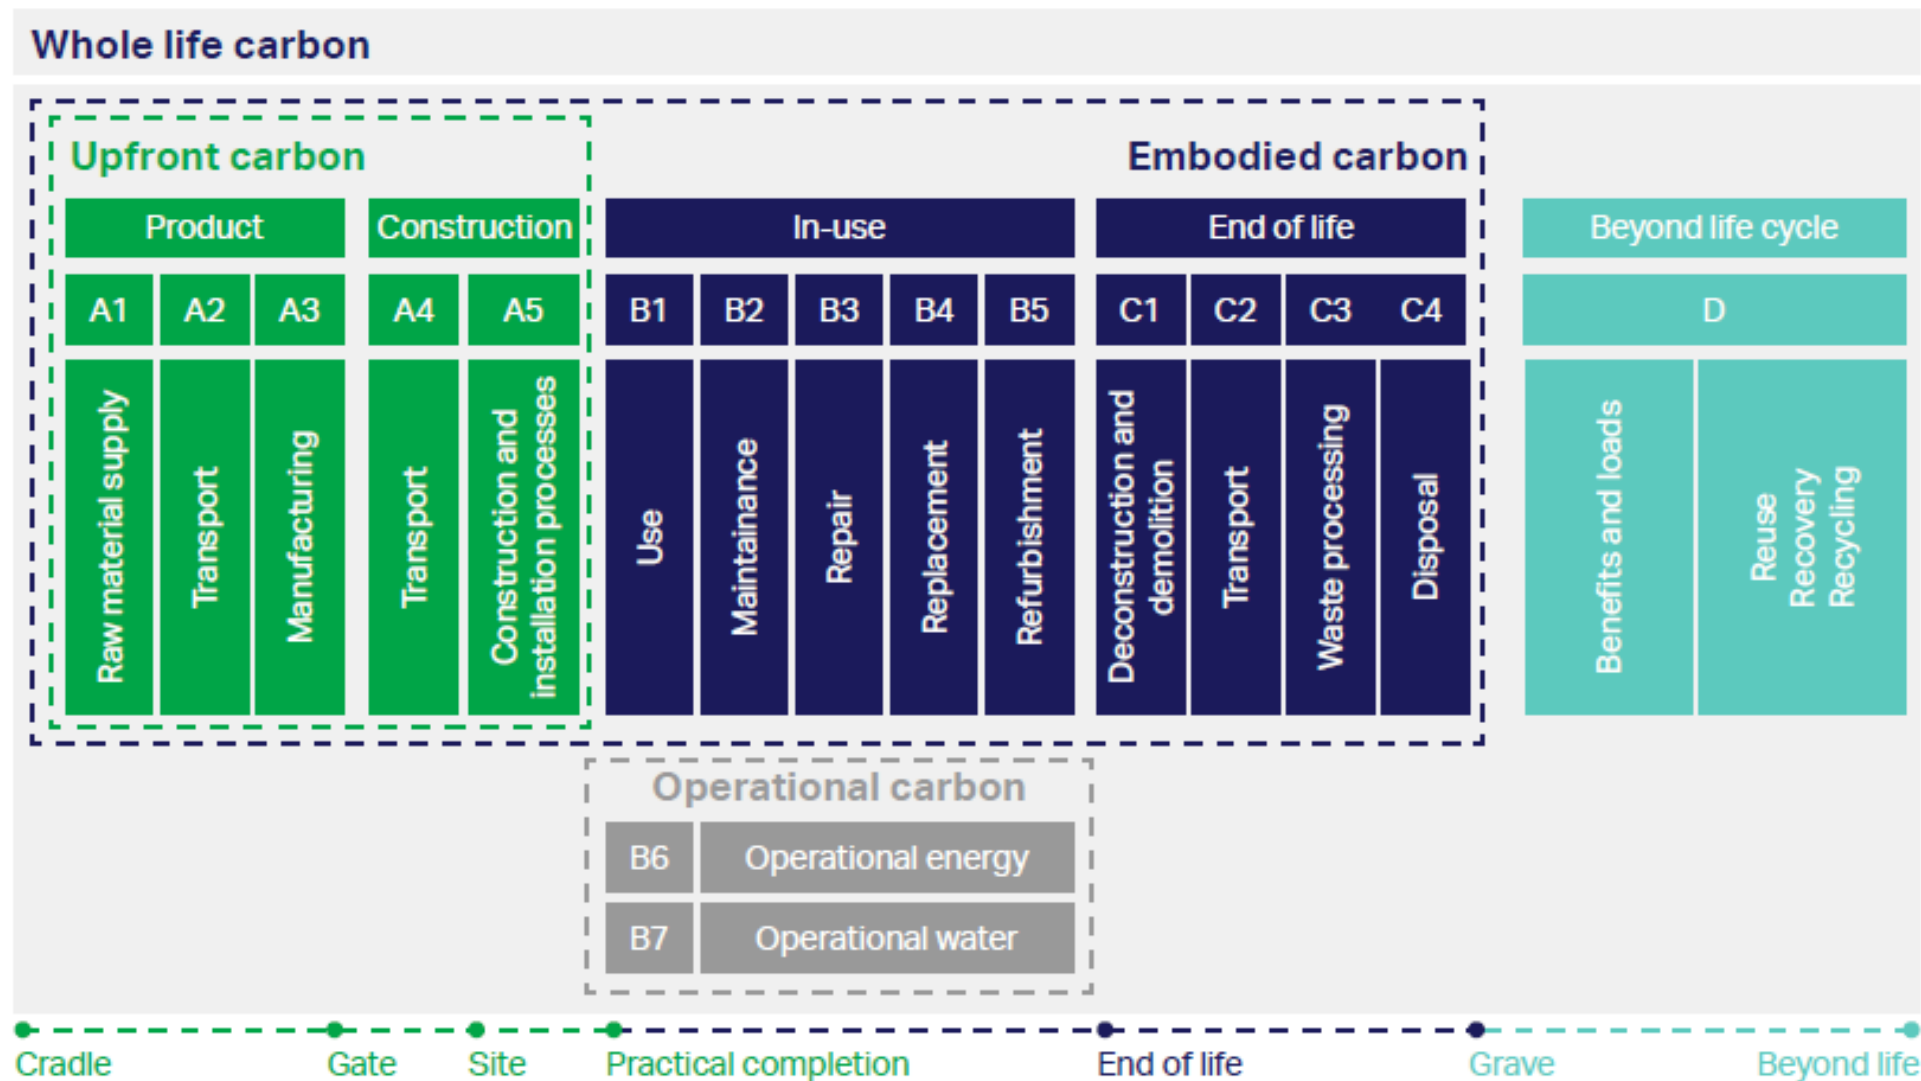 Whole life carbon
Upfront carbon
Embodied carbon
Product
Construction
In-use
End of life
Beyond life cycle
A1
A2
A3
A4
A5
B1
B2
B3
B4
B5
C1
C2
C3
C4
D
Raw material supply
Transport
Manufacturing
Transport
Construction and
installation processes
Use
Maintainance
Repair
Replacement
Refurbishment
Deconstruction and
demolition
Transport
Waste processing
Disposal
Benefits and loads
Reuse
Recovery
Recycling
Operational carbon
B6
Operational energy
B7
Operational water
Cradle
Gate
Site
Practical completion
End of life
Grave
Beyond life